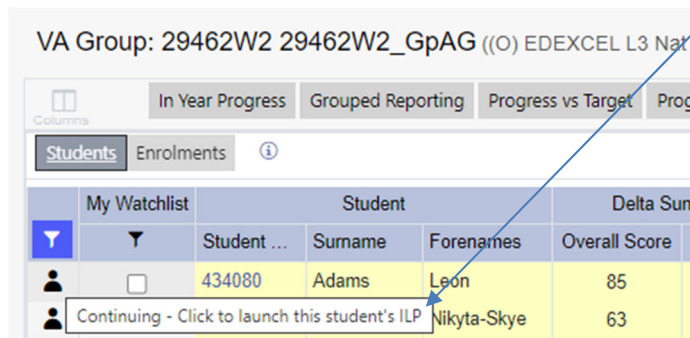 VA Group: 29462W2 29462W2_GpAG ((O) EDEXCEL L3 Nat
Columns
In Year Progress Grouped Reporting Progress vs Target Prog
Students Enrolments
My Watchlist Student Delta Sum
Student ... Surname Forenames Overall Score
434080 Adams Leon 85
Continuing - Click to launch this student's ILP Nikyta-Skye 63